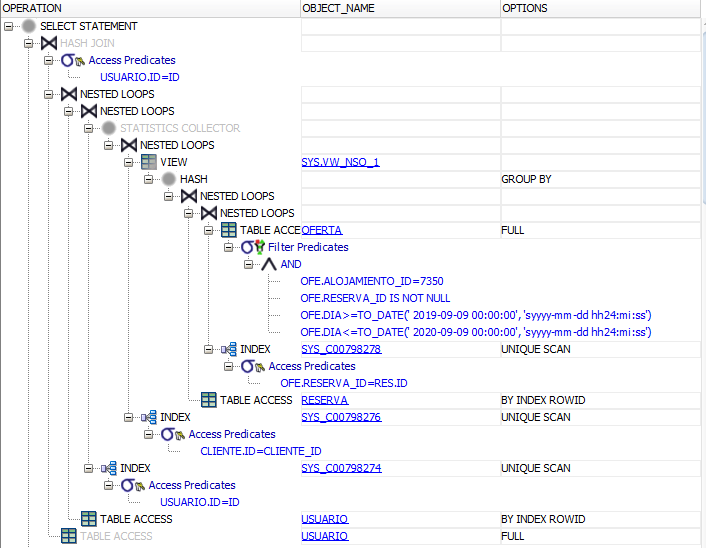 OPERATION OBJECT_NAME OPTIONS
SELECT STATEMENT
HASH JOIN
Access Predicates
USUARIO.ID=ID
NESTED LOOPS
NESTED LOOPS
STATISTICS COLLECTOR
NESTED LOOPS
VIEW SYS.VW_NSO_1
HASH GROUP BY
NESTED LOOPS
NESTED LOOPS
TABLE ACCE OFERTA FULL
Filter Predicates
AND
OFE.ALOJAMIENTO_ID=7350
OFE.RESERVA_ID IS NOT NULL
OFE.DIA>=TO_DATE(' 2019-09-09 00:00:00', 'syyyy-mm-dd hh24:mi:ss')
OFE.DIA<=TO_DATE(' 2020-09-09 00:00:00', 'syyyy-mm-dd hh24:mi:ss')
INDEX SYS_C00798278 UNIQUE SCAN
Access Predicates
OFE.RESERVA_ID=RES.ID
TABLE ACCESS RESERVA BY INDEX ROWID
INDEX SYS_C00798276 UNIQUE SCAN
Access Predicates
CLIENTE.ID=CLIENTE_ID
INDEX SYS_C00798274 UNIQUE SCAN
Access Predicates
USUARIO.ID=ID
TABLE ACCESS USUARIO BY INDEX ROWID
TABLE ACCESS USUARIO FULL